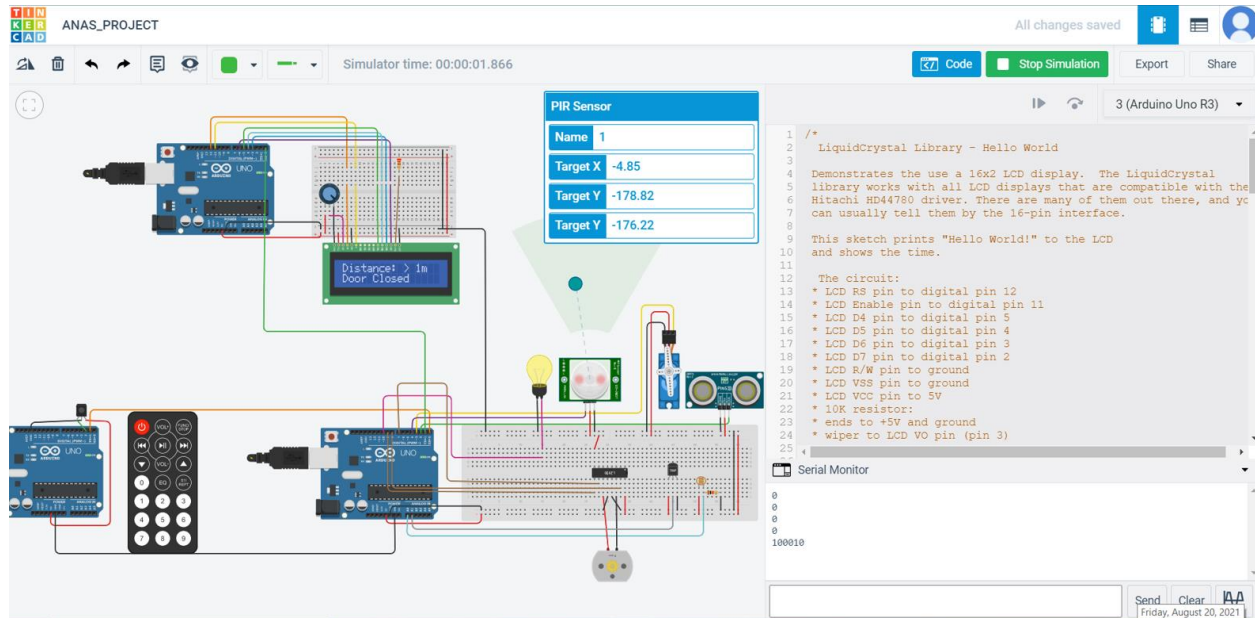 TIN
KER
CAD
ANAS_PROJECT
All changes saved
Simulator time: 00:00:01.866
Code
Stop Simulation
Export
Share
3 (Arduino Uno R3)
PIR Sensor
Name 1
Target X -4.85
Target Y -178.82
Target Y -176.22
Distance: > 1m
Door Closed
UNO
UNO
UNO
VOL+
VOL-
EQ
0
1 2 3
4 5 6
7 8 9
1 /*
2 LiquidCrystal Library - Hello World
3
4 Demonstrates the use a 16x2 LCD display. The LiquidCrystal
5 library works with all LCD displays that are compatible with the
6 Hitachi HD44780 driver. There are many of them out there, and yo
7 can usually tell them by the 16-pin interface.
8
9 This sketch prints "Hello World!" to the LCD
10 and shows the time.
11
12 The circuit:
13 * LCD RS pin to digital pin 12
14 * LCD Enable pin to digital pin 11
15 * LCD D4 pin to digital pin 5
16 * LCD D5 pin to digital pin 4
17 * LCD D6 pin to digital pin 3
18 * LCD D7 pin to digital pin 2
19 * LCD R/W pin to ground
20 * LCD VSS pin to ground
21 * LCD VCC pin to 5V
22 * 10K resistor:
23 * ends to +5V and ground
24 * wiper to LCD VO pin (pin 3)
25
Serial Monitor
0
0
0
0
100010
Send
Clear
Friday, August 20, 2021